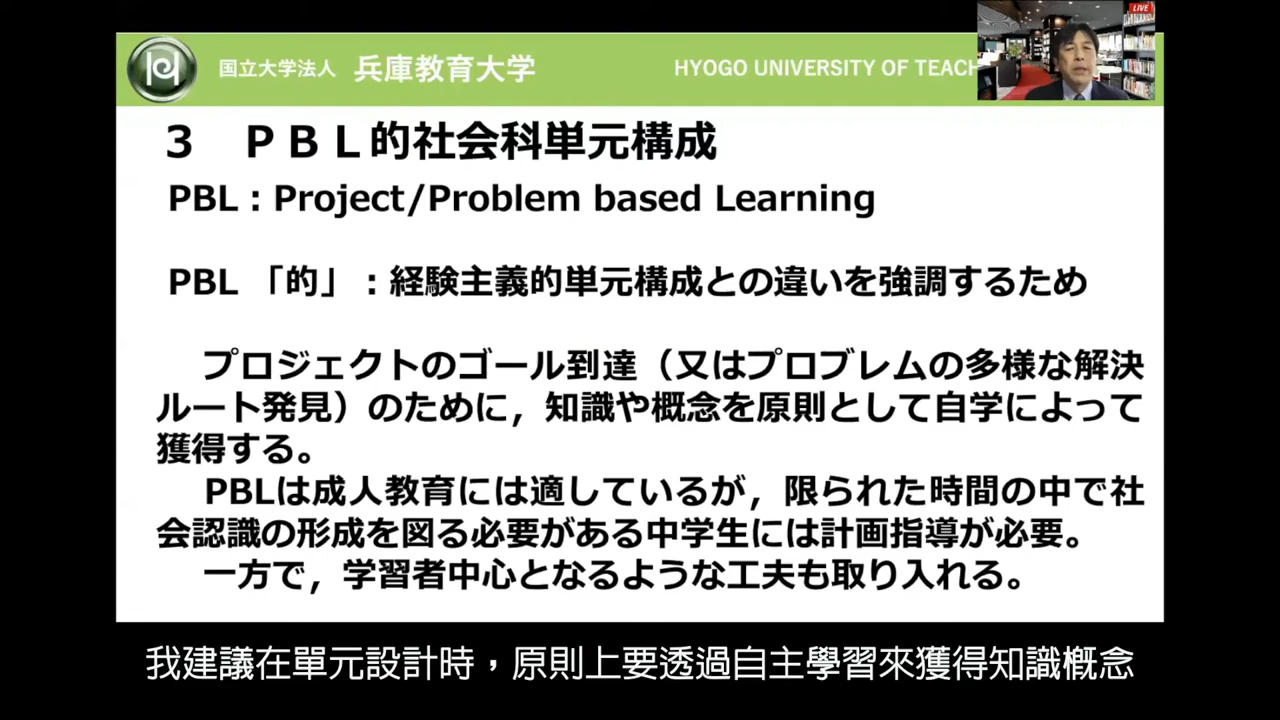 LIVE
国立大学法人 兵庫教育大学 HYOGO UNIVERSITY OF TEACH
3 PBL的社会科単元構成
PBL:Project/Problem based Learning
PBL「的」:経験主義的単元構成との違いを強調するため
プロジェクトのゴール到達(又はプロブレムの多様な解決
ルート発見)のために,知識や概念を原則として自学によって
獲得する。
PBLは成人教育には適しているが,限られた時間の中で社
会認識の形成を図る必要がある中学生には計画指導が必要。
一方で,学習者中心となるような工夫も取り入れる。
我建議在單元設計時,原則上要透過自主學習來獲得知識概念